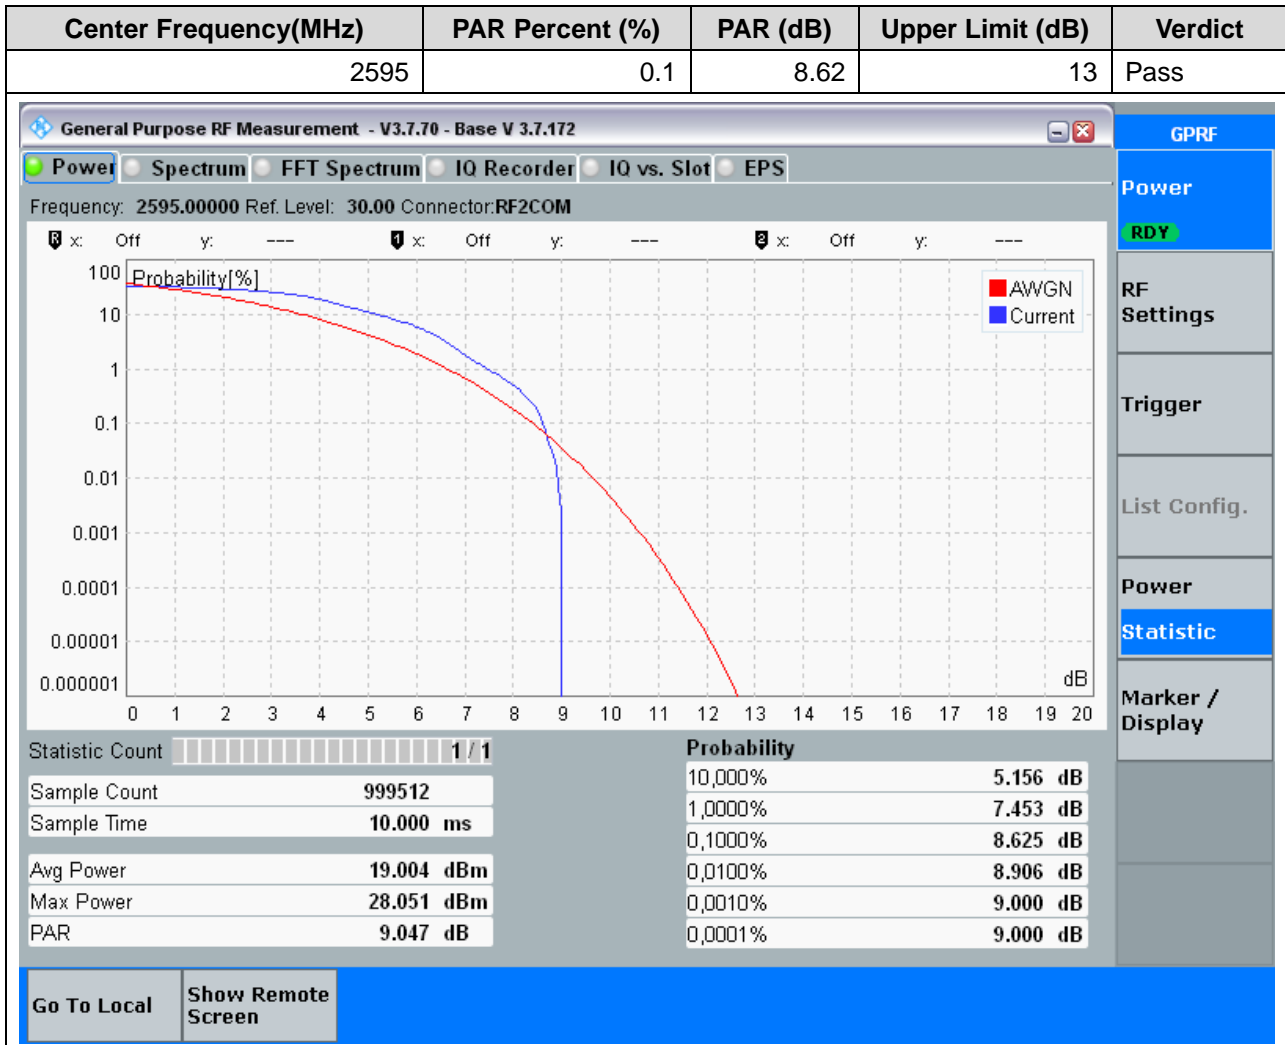 Center Frequency(MHz) PAR Percent (%) PAR (dB) Upper Limit (dB) Verdict
2595 0.1 8.62 13 Pass
General Purpose RF Measurement - V3.7.70 - Base V 3.7.172
GPRF
Power Spectrum FFT Spectrum IQ Recorder IQ vs. Slot EPS
Frequency: 2595.00000 Ref. Level: 30.00 Connector:RF2COM
R x: Off y: --- 1 x: Off y: --- 2 x: Off y: ---
Power
RDY
RF
Settings
Trigger
List Config.
Power
Statistic
Marker /
Display
Probability[%]
AWGN
Current
100
10
1
0.1
0.01
0.001
0.0001
0.00001
0.000001
dB
0 1 2 3 4 5 6 7 8 9 10 11 12 13 14 15 16 17 18 19 20
Statistic Count 1 / 1
Sample Count 999512
Sample Time 10.000 ms
Avg Power 19.004 dBm
Max Power 28.051 dBm
PAR 9.047 dB
Probability
10,000% 5.156 dB
1,0000% 7.453 dB
0,1000% 8.625 dB
0,0100% 8.906 dB
0,0010% 9.000 dB
0,0001% 9.000 dB
Go To Local
Show Remote
Screen